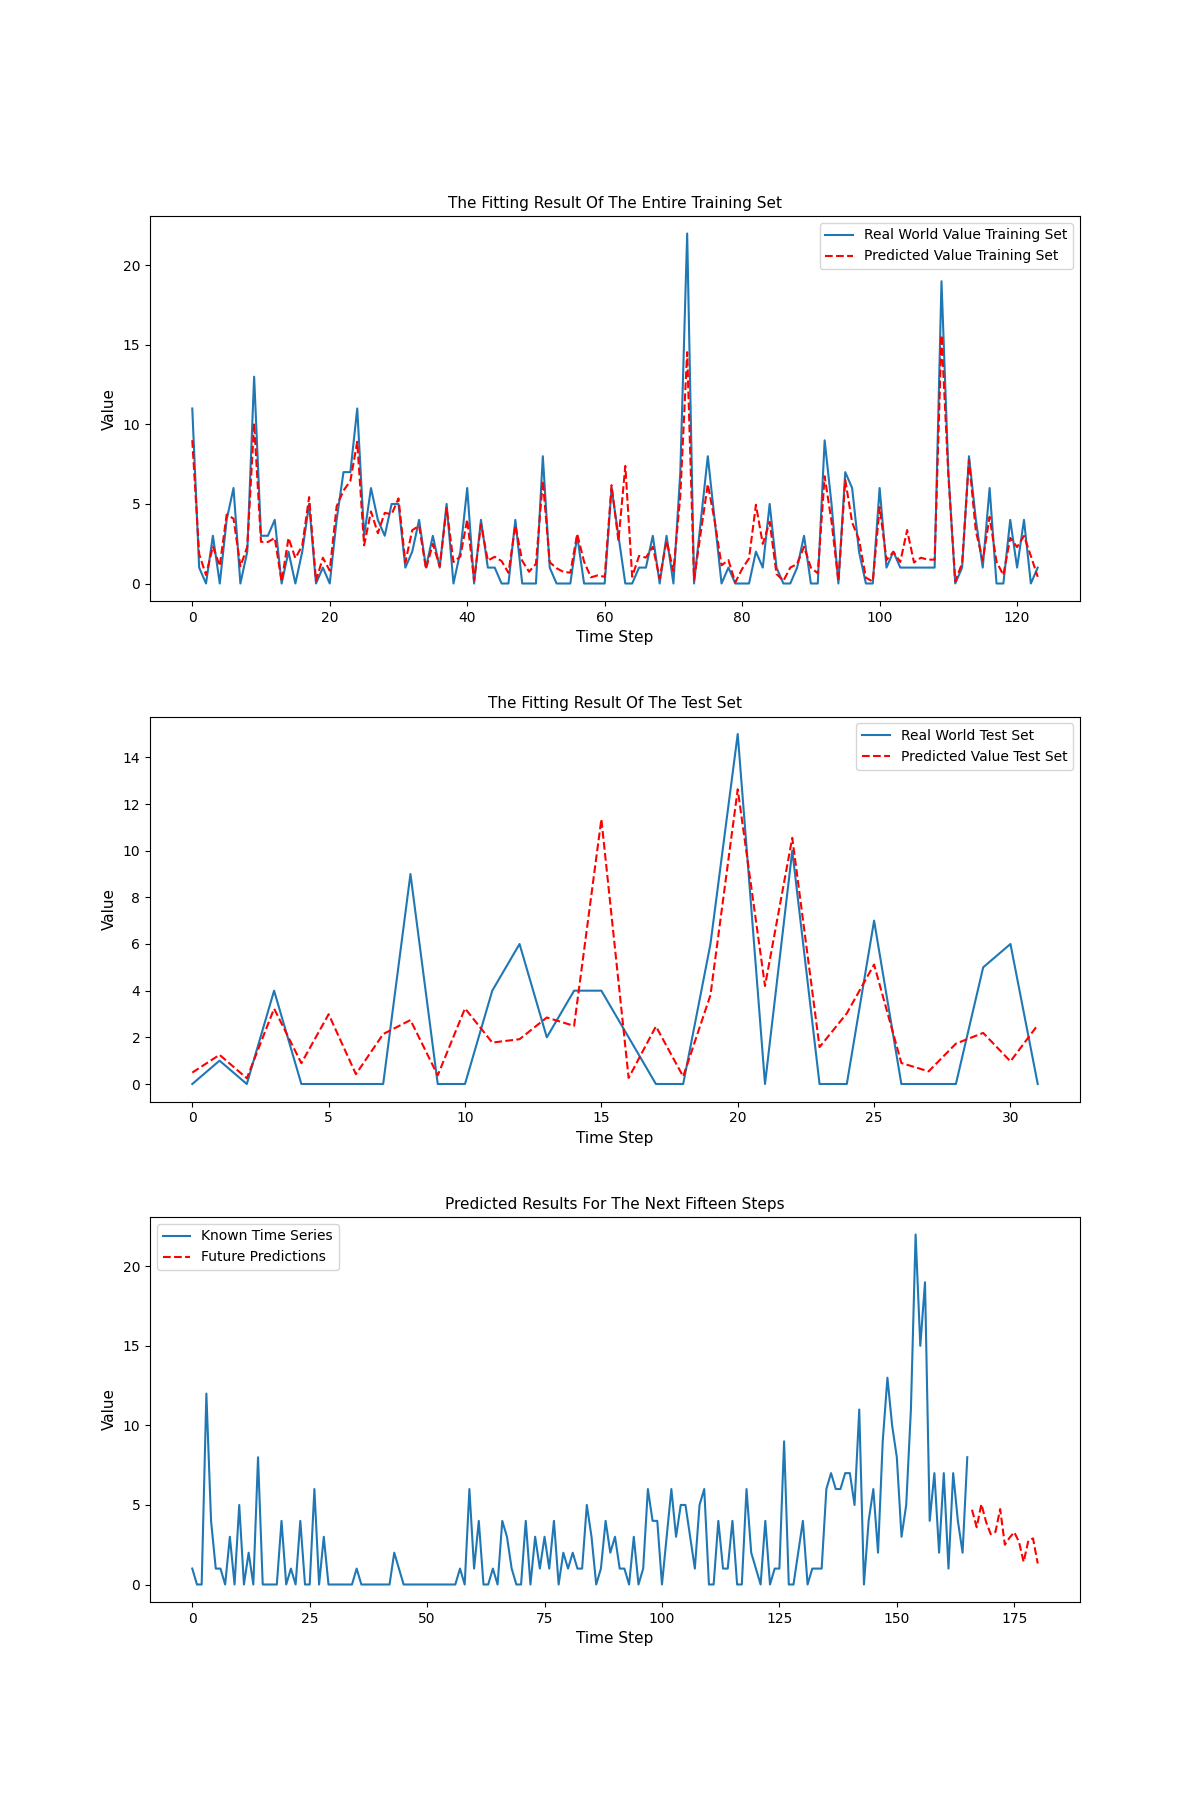 The Fitting Result Of The Entire Training Set
Real World Value Training Set
Predicted Value Training Set
Value
20
15
10
5
0
0 20 40 60 80 100 120
Time Step
The Fitting Result Of The Test Set
Real World Test Set
Predicted Value Test Set
Value
14
12
10
8
6
4
2
0
0 5 10 15 20 25 30
Time Step
Predicted Results For The Next Fifteen Steps
Known Time Series
Future Predictions
Value
20
15
10
5
0
0 25 50 75 100 125 150 175
Time Step